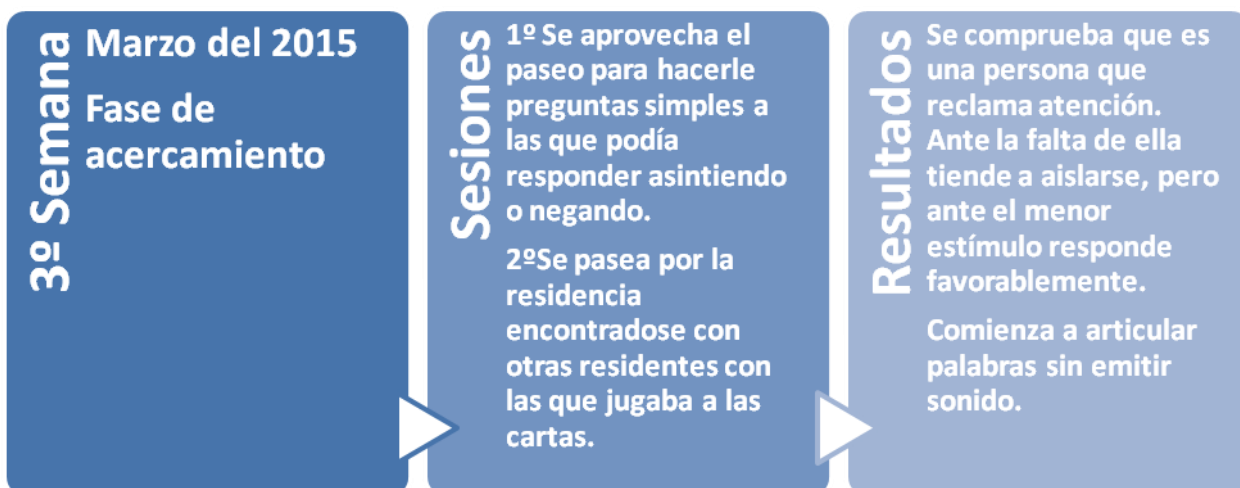 3º Semana
Marzo del 2015
Fase de
acercamiento
Sesiones
1º Se aprovecha el
paseo para hacerle
preguntas simples a
las que podía
responder asintiendo
o negando.
2ºSe pasea por la
residencia
encontradose con
otras residentes con
las que jugaba a las
cartas.
Resultados
Se comprueba que es
una persona que
reclama atención.
Ante la falta de ella
tiende a aislarse, pero
ante el menor
estímulo responde
favorablemente.
Comienza a articular
palabras sin emitir
sonido.